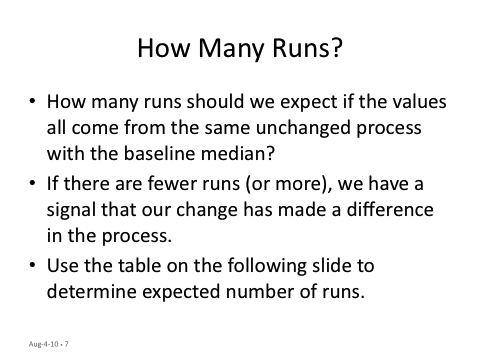 How Many Runs?
• How many runs should we expect if the values
all come from the same unchanged process
with the baseline median?
• If there are fewer runs (or more), we have a
signal that our change has made a difference
in the process.
• Use the table on the following slide to
determine expected number of runs.
Aug-4-10 • 7